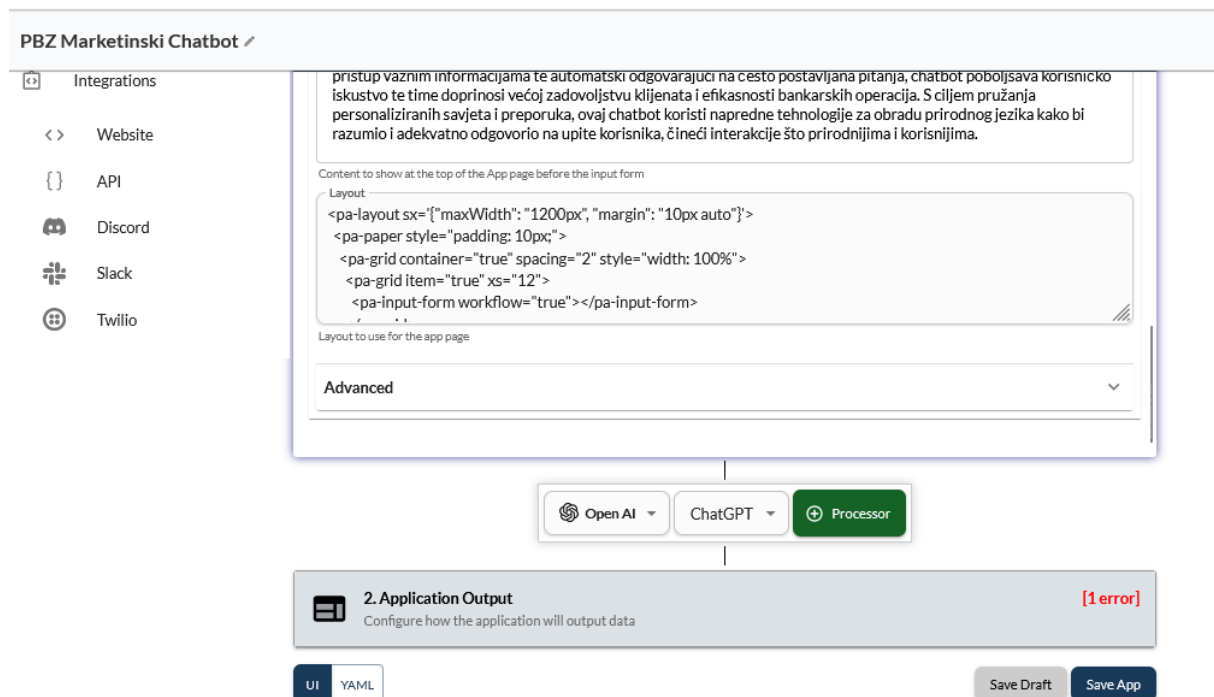 PBZ Marketinski Chatbot
Integrations
Website
API
Discord
Slack
Twilio
pristup važnim informacijama te automatski odgovarajući na često postavljana pitanja, chatbot poboljšava korisničko
iskustvo te time doprinosi većoj zadovoljstvu klijenata i efikasnosti bankarskih operacija. S ciljem pružanja
personaliziranih savjeta i preporuka, ovaj chatbot koristi napredne tehnologije za obradu prirodnog jezika kako bi
razumio i adekvatno odgovorio na upite korisnika, čineći interakcije što prirodnijima i korisnijima.
Content to show at the top of the App page before the input form
Layout
<pa-layout sx='{"maxWidth": "1200px", "margin": "10px auto"}'>
<pa-paper style="padding: 10px;">
<pa-grid container="true" spacing="2" style="width: 100%">
<pa-grid item="true" xs="12">
<pa-input-form workflow="true"></pa-input-form>
Layout to use for the app page
Advanced
Open AI
ChatGPT
Processor
2. Application Output
[1 error]
Configure how the application will output data
UI
YAML
Save Draft
Save App